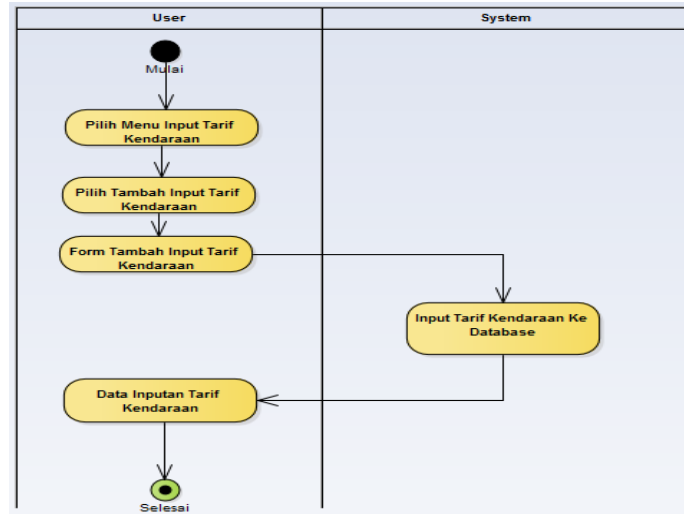 User
System
Mulai
Pilih Menu Input Tarif
Kendaraan
Pilih Tambah Input Tarif
Kendaraan
Form Tambah Input Tarif
Kendaraan
Input Tarif Kendaraan Ke
Database
Data Inputan Tarif
Kendaraan
Selesai